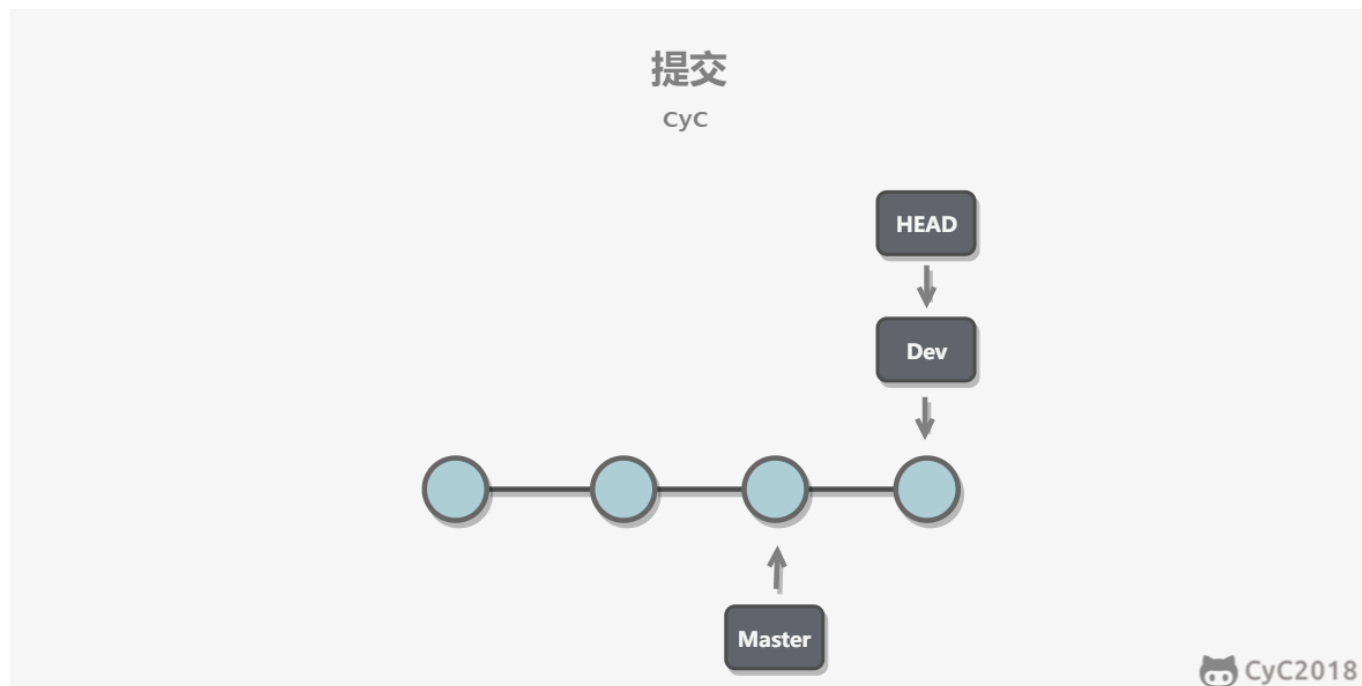 提交
CyC
HEAD
Dev
Master
CyC2018